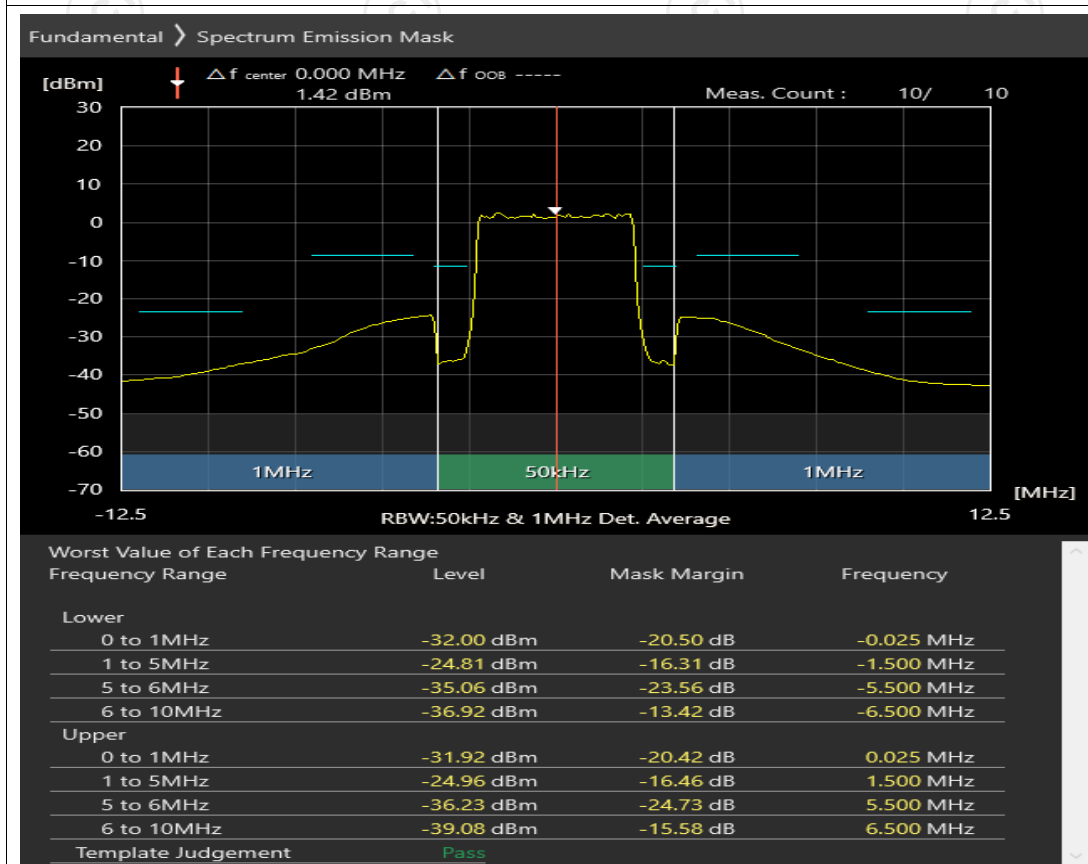 Fundamental ❯ Spectrum Emission Mask
△f center 0.000 MHz △f OOB -----
[dBm]
1.42 dBm
Meas. Count : 10/ 10
30
20
10
0
-10
-20
-30
-40
-50
-60
-70
1MHz 50kHz 1MHz
[MHz]
-12.5 RBW:50kHz & 1MHz Det. Average 12.5
Worst Value of Each Frequency Range
Frequency Range Level Mask Margin Frequency
Lower
0 to 1MHz -32.00 dBm -20.50 dB -0.025 MHz
1 to 5MHz -24.81 dBm -16.31 dB -1.500 MHz
5 to 6MHz -35.06 dBm -23.56 dB -5.500 MHz
6 to 10MHz -36.92 dBm -13.42 dB -6.500 MHz
Upper
0 to 1MHz -31.92 dBm -20.42 dB 0.025 MHz
1 to 5MHz -24.96 dBm -16.46 dB 1.500 MHz
5 to 6MHz -36.23 dBm -24.73 dB 5.500 MHz
6 to 10MHz -39.08 dBm -15.58 dB 6.500 MHz
Template Judgement Pass